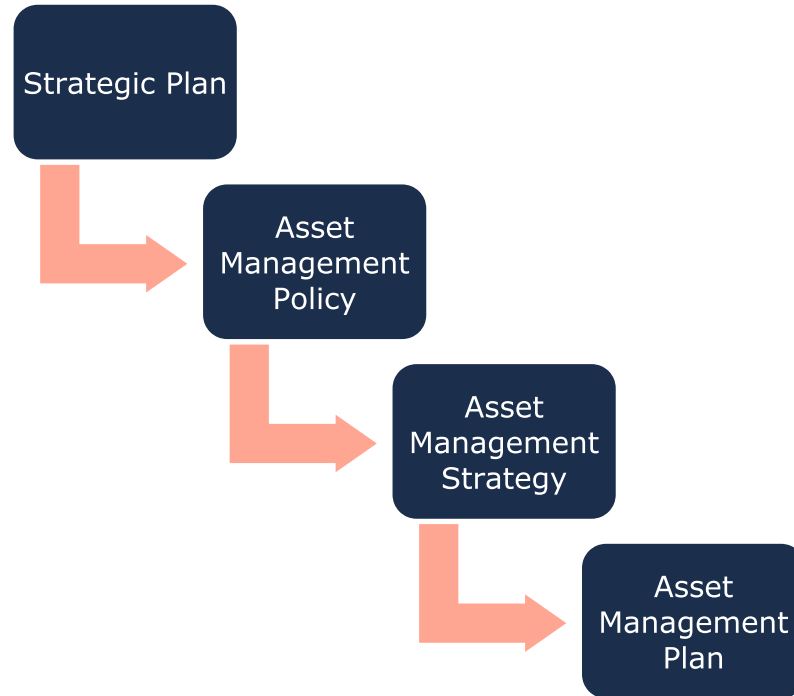 Strategic Plan
Asset
Management
Policy
Asset
Management
Strategy
Asset
Management
Plan